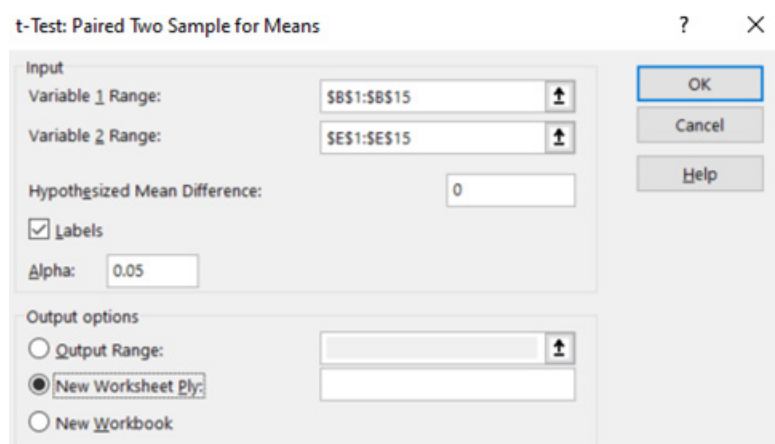 t-Test: Paired Two Sample for Means ? ×
Input
Variable 1 Range: $B$1:$B$15
Variable 2 Range: $E$1:$E$15
Hypothesized Mean Difference: 0
Labels
Alpha: 0.05
OK
Cancel
Help
Output options
Output Range:
New Worksheet Ply:
New Workbook